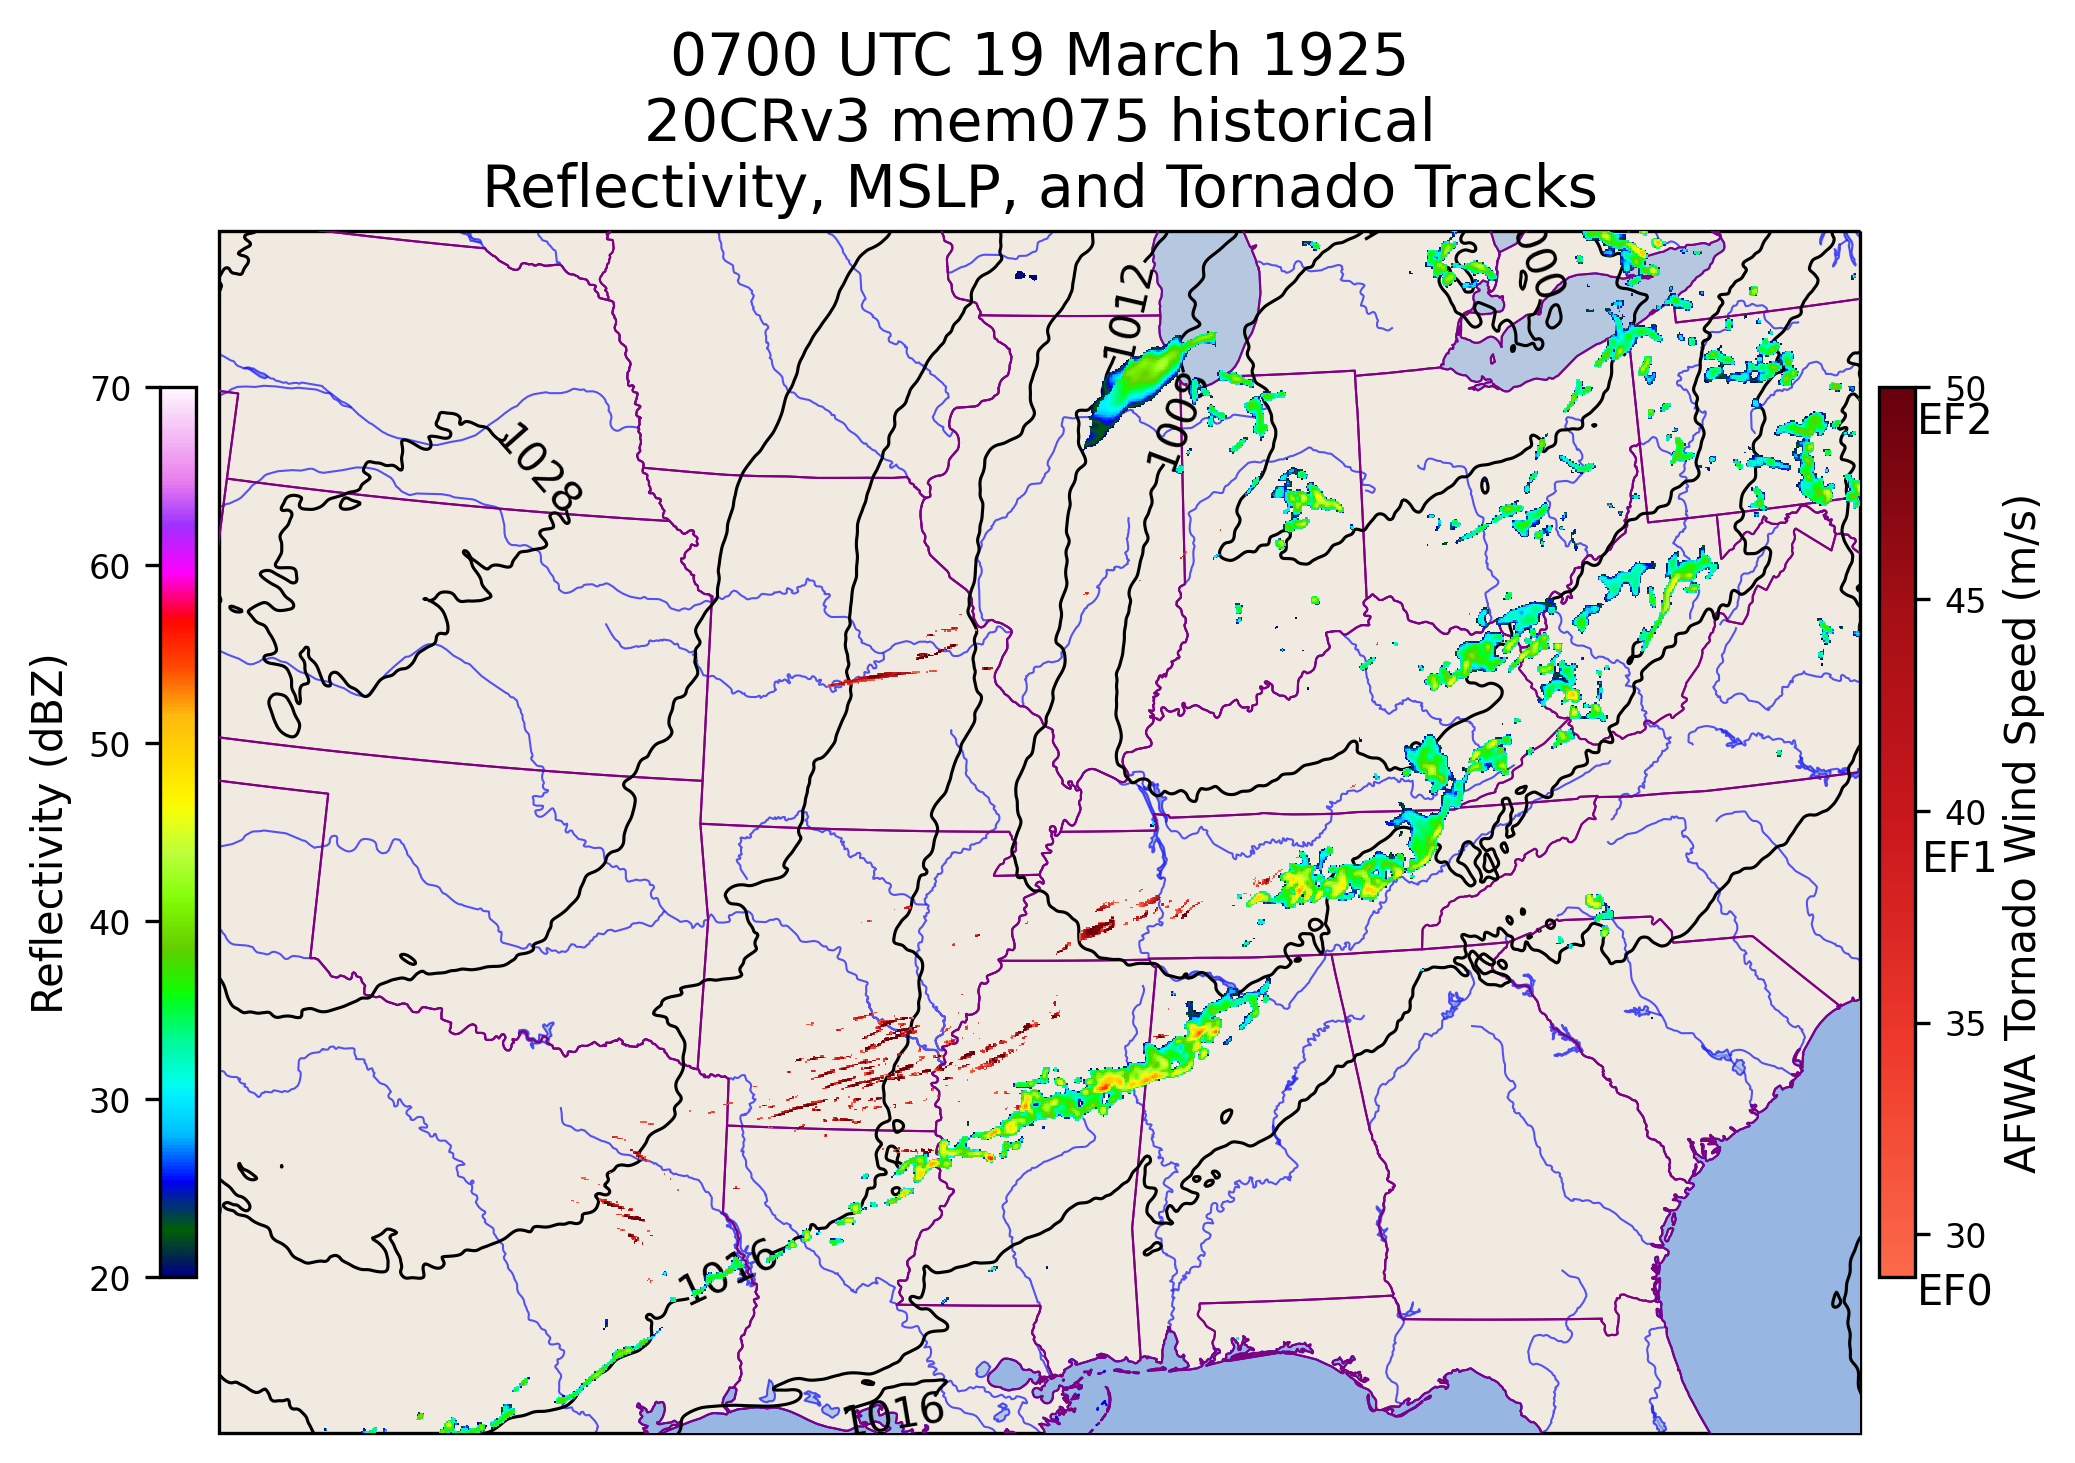 0700 UTC 19 March 1925
20CRv3 mem075 historical
Reflectivity, MSLP, and Tornado Tracks
Reflectivity (dBZ)
70
60
50
40
30
20
1012
1008
1028
1016
1016
50
EF2
45
40
EF1
35
30
EF0
AFWA Tornado Wind Speed (m/s)